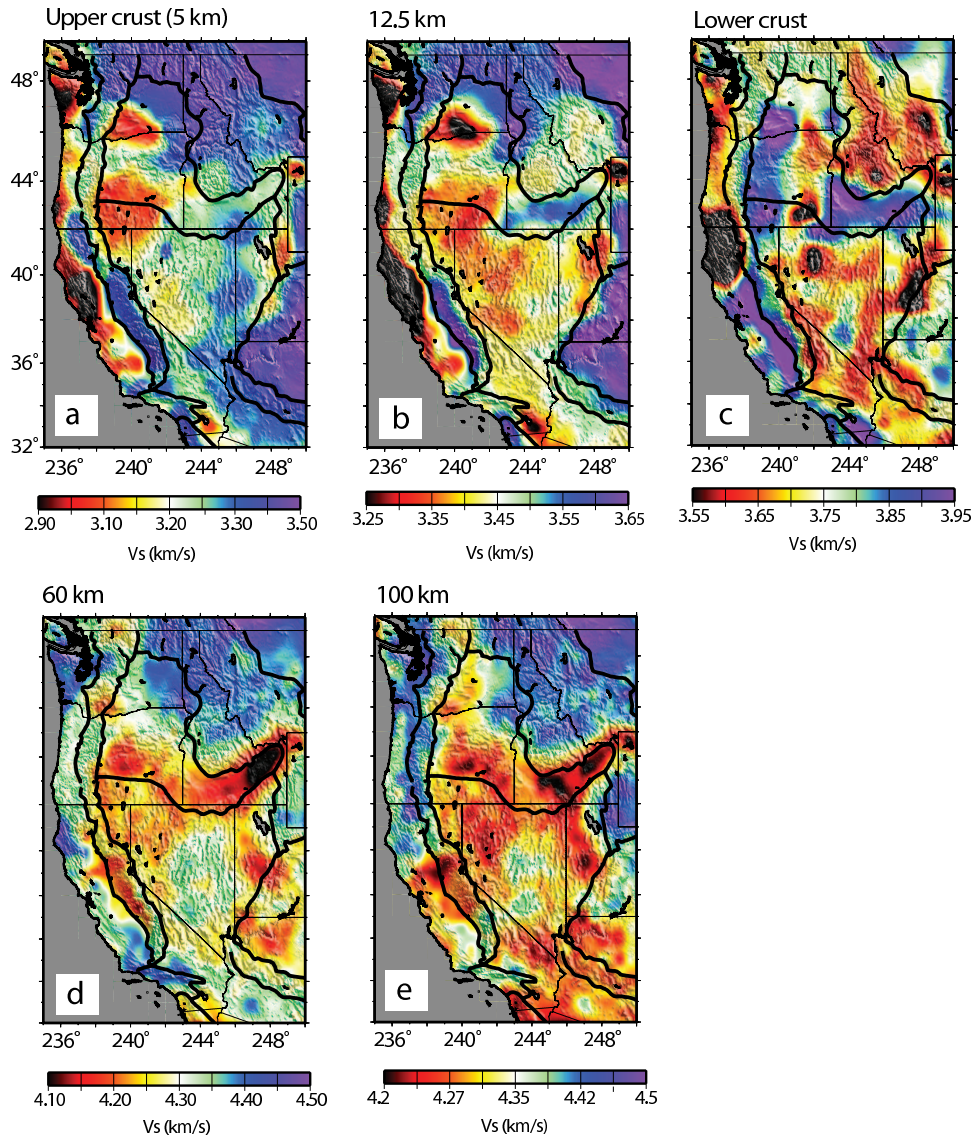 Upper crust (5 km)
12.5 km
Lower crust
48°
44°
40°
36°
32°
a
b
c
236° 240° 244° 248°
236° 240° 244° 248°
236° 240° 244° 248°
2.90 3.10 3.20 3.30 3.50
Vs (km/s)
3.25 3.35 3.45 3.55 3.65
Vs (km/s)
3.55 3.65 3.75 3.85 3.95
Vs (km/s)
60 km
100 km
d
e
236° 240° 244° 248°
236° 240° 244° 248°
4.10 4.20 4.30 4.40 4.50
Vs (km/s)
4.2 4.27 4.35 4.42 4.5
Vs (km/s)